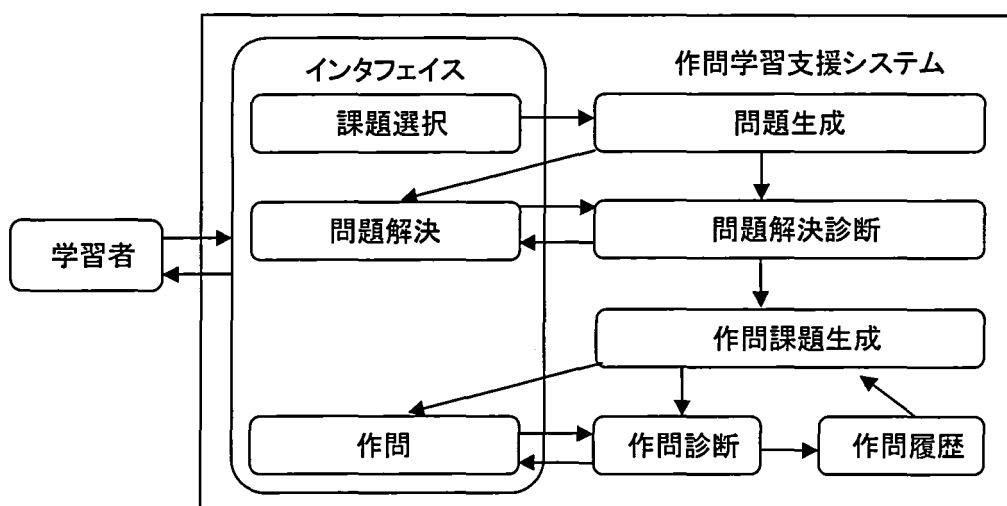 インタフェイス
作問学習支援システム
課題選択
問題生成
学習者
問題解決
問題解決診断
作問課題生成
作問
作問診断
作問履歴